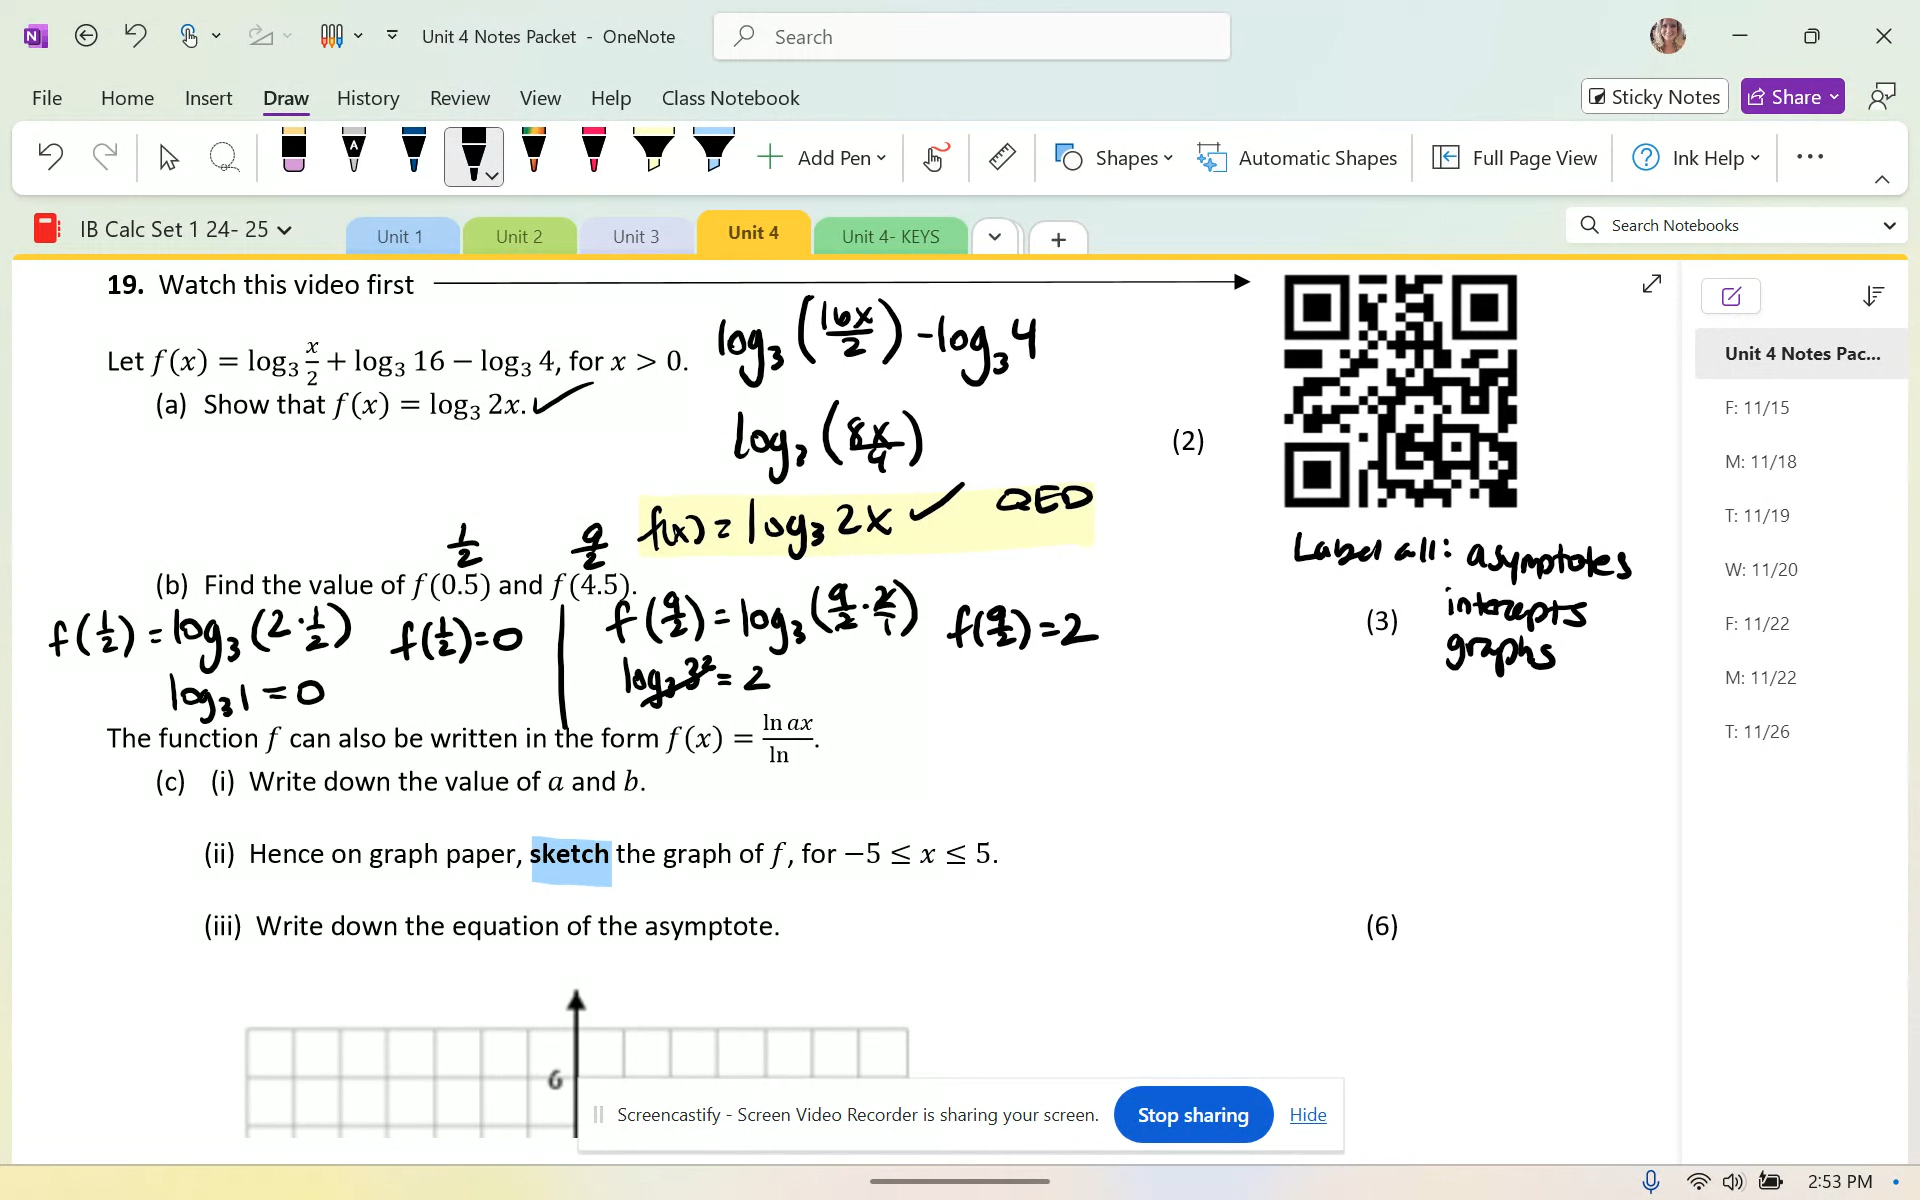 Unit 4 Notes Packet - OneNote
Search
File Home Insert Draw History Review View Help Class Notebook
Sticky Notes
Share
Add Pen
Shapes
Automatic Shapes
Full Page View
Ink Help
IB Calc Set 1 24- 25
Unit 1
Unit 2
Unit 3
Unit 4
Unit 4- KEYS
Search Notebooks
19. Watch this video first
log₃(16x/2) - log₃4
Let f(x) = log₃ x/2 + log₃ 16 − log₃ 4, for x > 0.
(a) Show that f(x) = log₃ 2x. ✓
log₃(8x/4)
(2)
f(x) = log₃ 2x ✓ QED
1/2 9/2
(b) Find the value of f(0.5) and f(4.5).
(3)
f(1/2) = log₃(2·1/2) f(1/2)=0
log₃1 = 0
f(9/2) = log₃(9/2·2/1) f(9/2)=2
log₃3² = 2
Label all: asymptotes
intercepts
graphs
The function f can also be written in the form f(x) = ln ax / ln .
(c) (i) Write down the value of a and b.
(ii) Hence on graph paper, sketch the graph of f, for −5 ≤ x ≤ 5.
(iii) Write down the equation of the asymptote.
(6)
6
Screencastify - Screen Video Recorder is sharing your screen.
Stop sharing
Hide
Unit 4 Notes Pac...
F: 11/15
M: 11/18
T: 11/19
W: 11/20
F: 11/22
M: 11/22
T: 11/26
2:53 PM